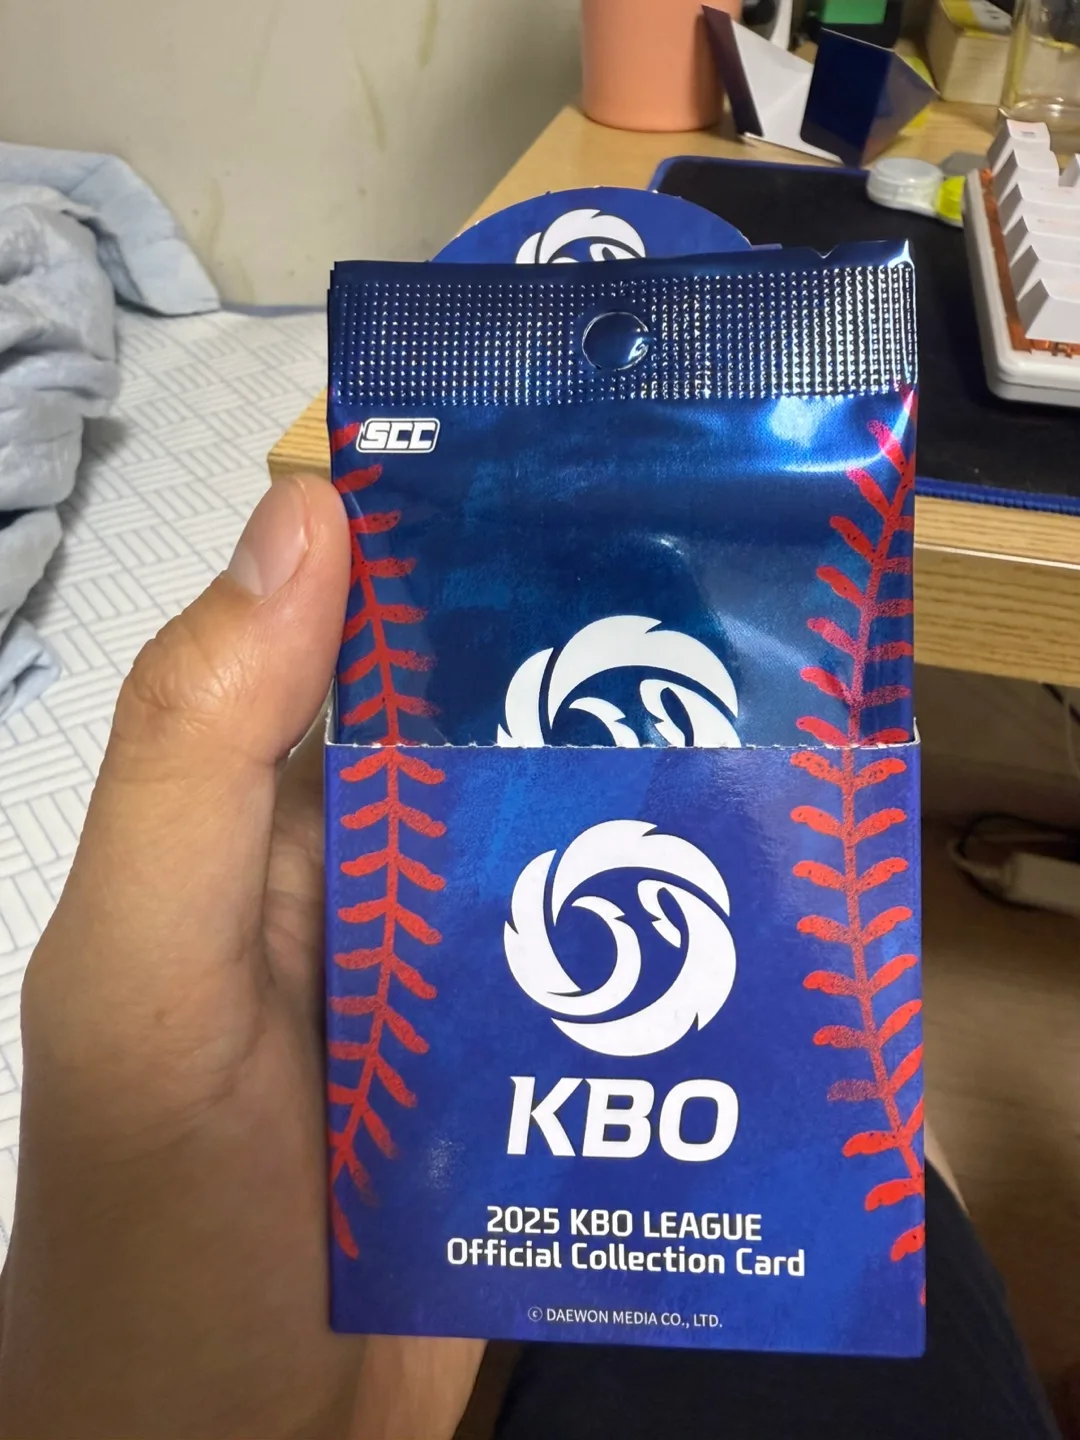 SCC
KBO
2025 KBO LEAGUE
Official Collection Card
ⓒ DAEWON MEDIA CO., LTD.